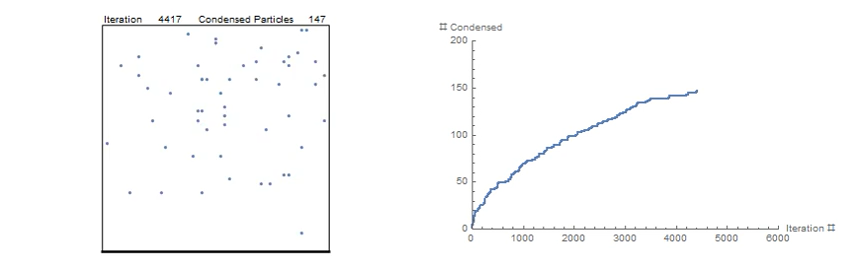 Iteration 4417 Condensed Particles 147
# Condensed
200
150
100
50
0
0 1000 2000 3000 4000 5000 6000
Iteration #